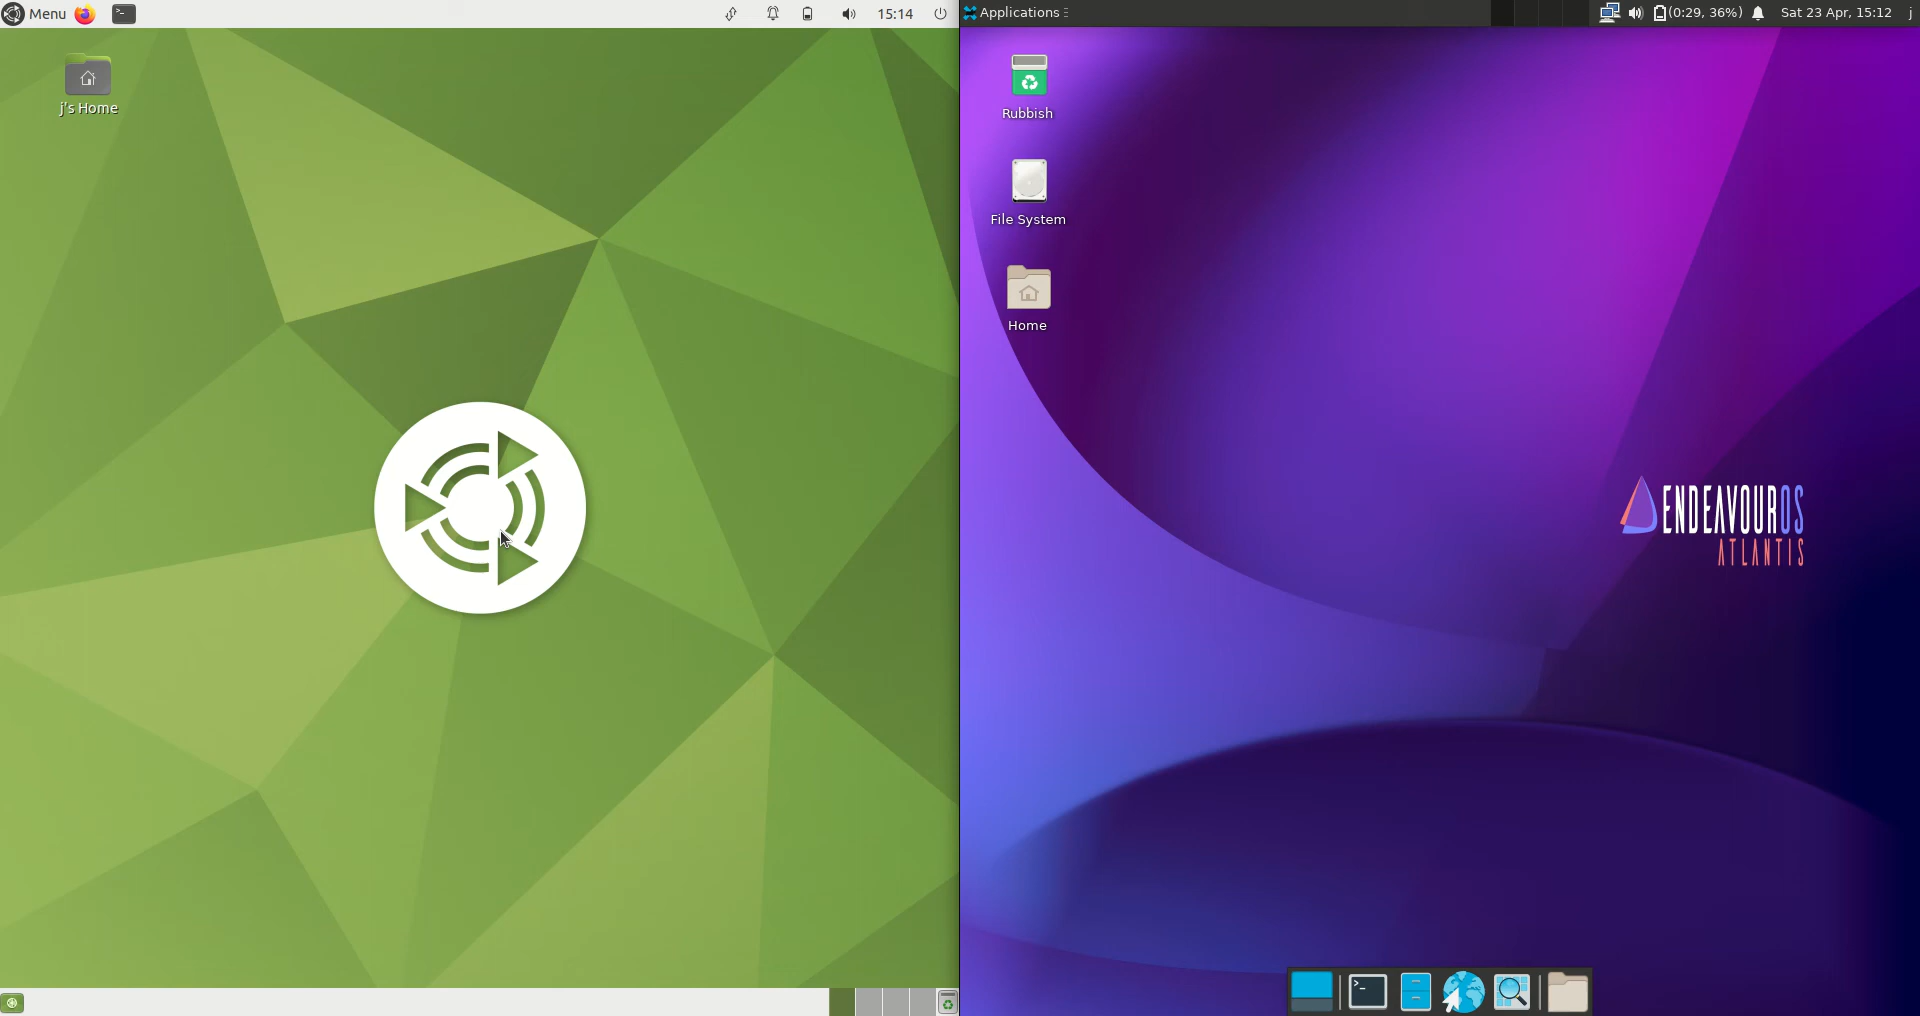 Menu
15:14
j's Home
Applications
(0:29, 36%)
Sat 23 Apr, 15:12
j
Rubbish
File System
Home
ENDEAVOUROS
ATLANTIS